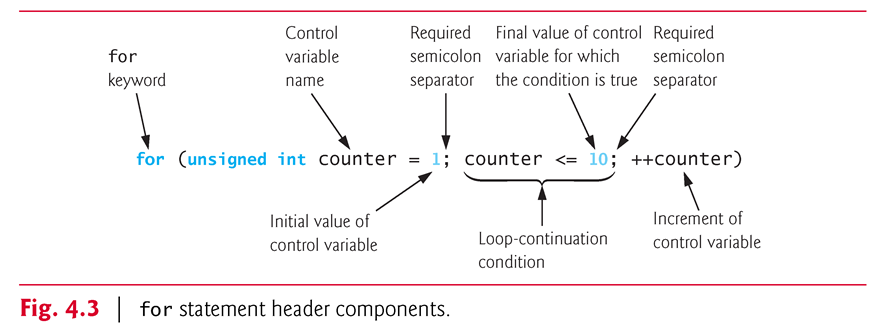 for
keyword
Control
variable
name
Required
semicolon
separator
Final value of control
variable for which
the condition is true
Required
semicolon
separator
for (unsigned int counter = 1; counter <= 10; ++counter)
Initial value of
control variable
Loop-continuation
condition
Increment of
control variable
Fig. 4.3 | for statement header components.